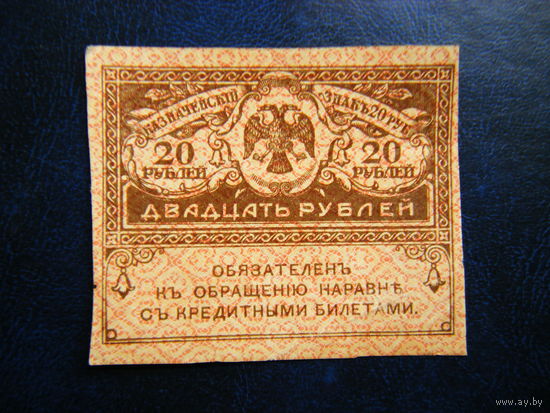 КАЗНАЧЕЙСКІЙ ЗНАКЪ 20 РУБ.
20 РУБЛЕЙ 20 РУБЛЕЙ
ДВАДЦАТЬ РУБЛЕЙ
ОБЯЗАТЕЛЕНЪ
КЪ ОБРАЩЕНІЮ НАРАВНѢ
СЪ КРЕДИТНЫМИ БИЛЕТАМИ.
© www.ay.by